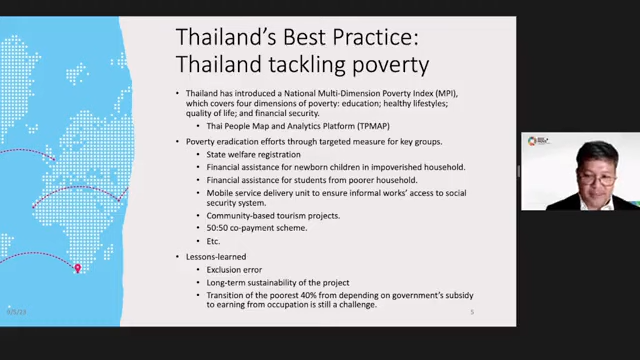 Thailand's Best Practice:
Thailand tackling poverty
• Thailand has introduced a National Multi-Dimension Poverty Index (MPI),
which covers four dimensions of poverty: education; healthy lifestyles;
quality of life; and financial security.
• Thai People Map and Analytics Platform (TPMAP)
• Poverty eradication efforts through targeted measure for key groups.
• State welfare registration
• Financial assistance for newborn children in impoverished household.
• Financial assistance for students from poorer household.
• Mobile service delivery unit to ensure informal works' access to social
security system.
• Community-based tourism projects.
• 50:50 co-payment scheme.
• Etc.
• Lessons-learned
• Exclusion error
• Long-term sustainability of the project
• Transition of the poorest 40% from depending on government's subsidy
to earning from occupation is still a challenge.
5